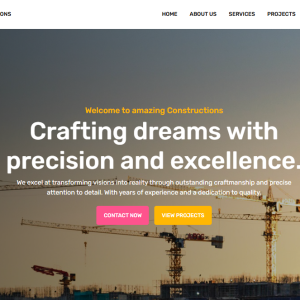 ONS
HOME ABOUT US SERVICES PROJECTS
Welcome to amazing Constructions
Crafting dreams with
precision and excellence.
We excel at transforming visions into reality through outstanding craftmanship and precise
attention to detail. With years of experience and a dedication to quality.
CONTACT NOW VIEW PROJECTS